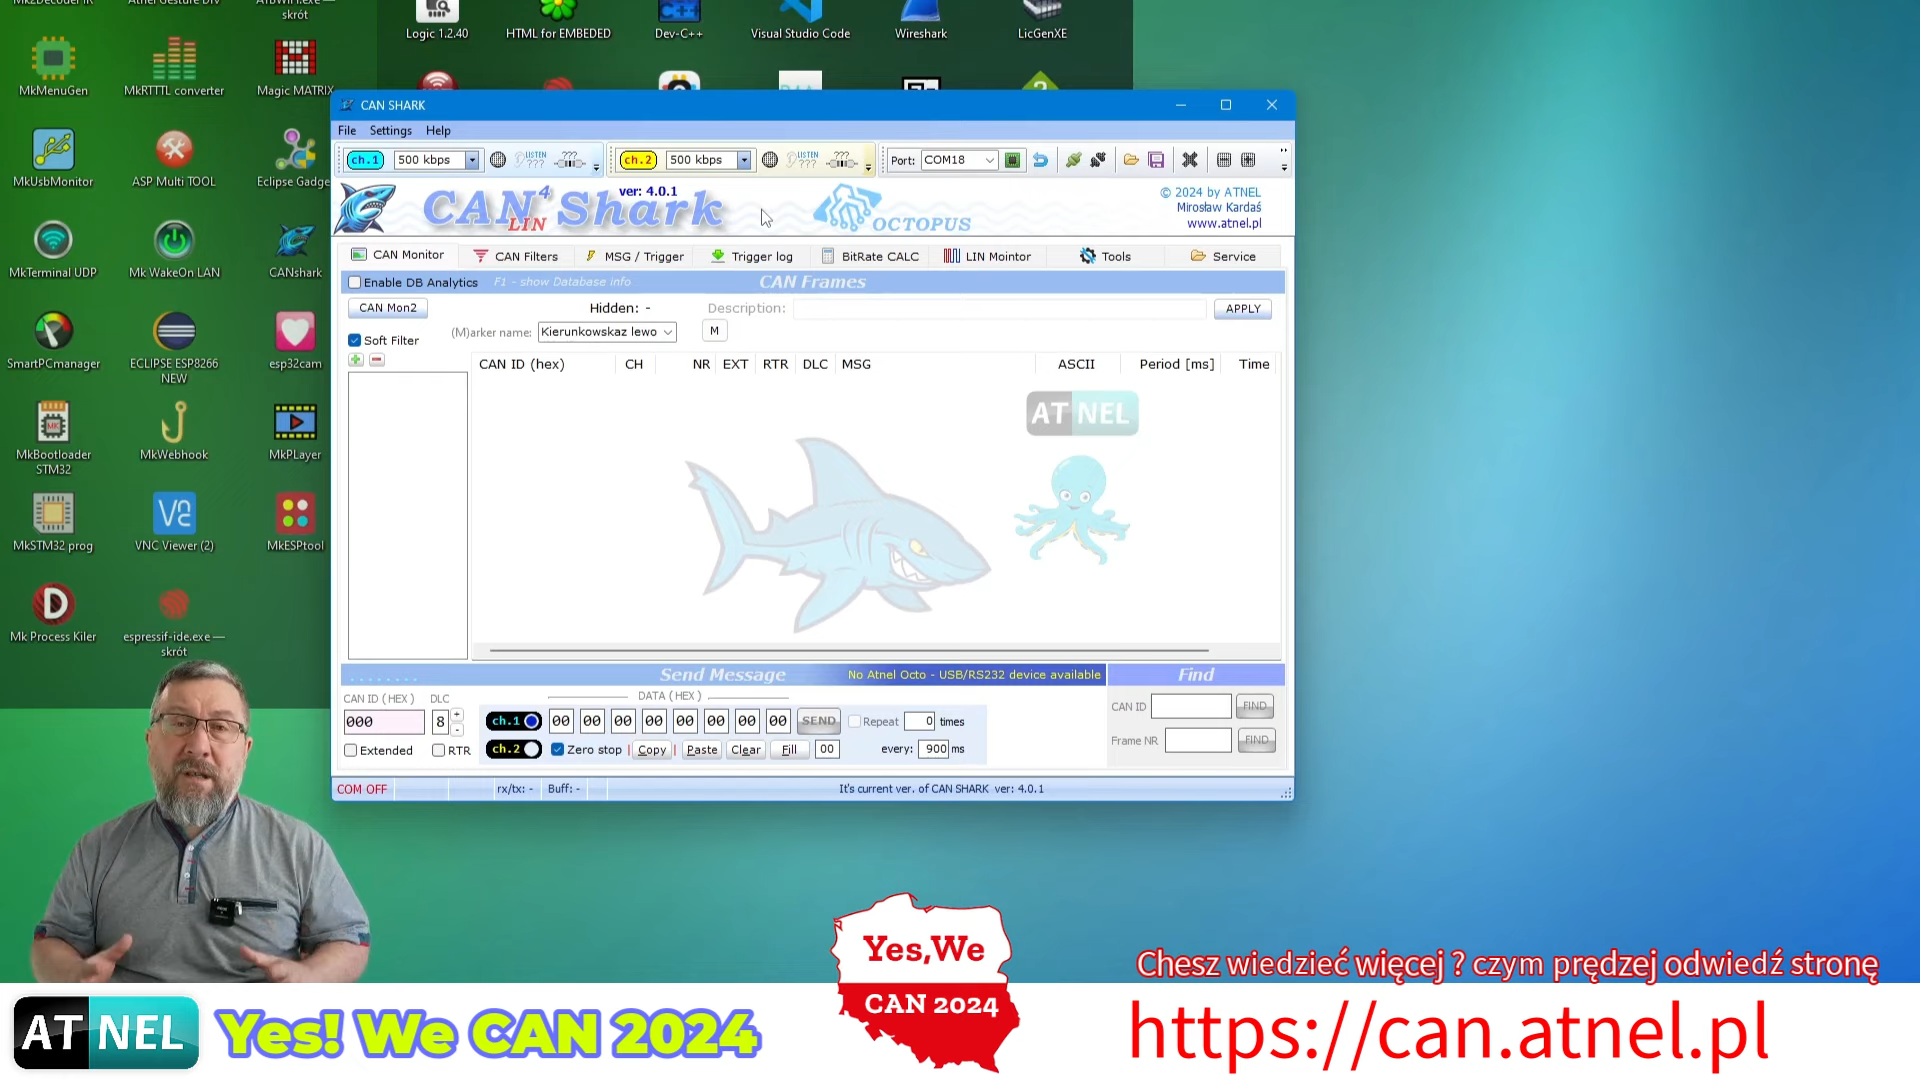 MkDecoder IR
Atnel Gesture Drv
skrót
Logic 1.2.40
HTML for EMBEDED
Dev-C++
Visual Studio Code
Wireshark
LicGenXE
MkMenuGen
MkRTTTL converter
Magic MATRIX
MkUsbMonitor
ASP Multi TOOL
Eclipse Gadge
MkTerminal UDP
Mk WakeOn LAN
CANshark
SmartPCmanager
ECLIPSE ESP8266
NEW
esp32cam
MkBootloader
STM32
MkWebhook
MkPLayer
MkSTM32 prog
VNC Viewer (2)
MkESPtool
Mk Process Kiler
espressif-ide.exe —
skrót
CAN SHARK
File Settings Help
ch.1 500 kbps LISTEN ??? ???
ch.2 500 kbps LISTEN ??? ???
Port: COM18
CAN 4 Shark
LIN
ver: 4.0.1
OCTOPUS
© 2024 by ATNEL
Mirosław Kardaś
www.atnel.pl
CAN Monitor CAN Filters MSG / Trigger Trigger log BitRate CALC LIN Mointor Tools Service
Enable DB Analytics F1 - show Database info CAN Frames
CAN Mon2 Hidden: - Description: APPLY
Soft Filter (M)arker name: Kierunkowskaz lewo M
CAN ID (hex) CH NR EXT RTR DLC MSG ASCII Period [ms] Time
AT NEL
Send Message No Atnel Octo - USB/RS232 device available Find
CAN ID ( HEX ) DLC DATA ( HEX )
000 8 + - ch.1 00 00 00 00 00 00 00 00 SEND Repeat 0 times
Extended RTR ch.2 Zero stop | Copy | Paste Clear Fill 00 every: 900 ms
CAN ID FIND
Frame NR FIND
COM OFF rx/tx: - Buff: - It's current ver. of CAN SHARK ver: 4.0.1
Yes,We
CAN 2024
Chesz wiedzieć więcej ? czym prędzej odwiedź stronę
https://can.atnel.pl
AT NEL
Yes! We CAN 2024